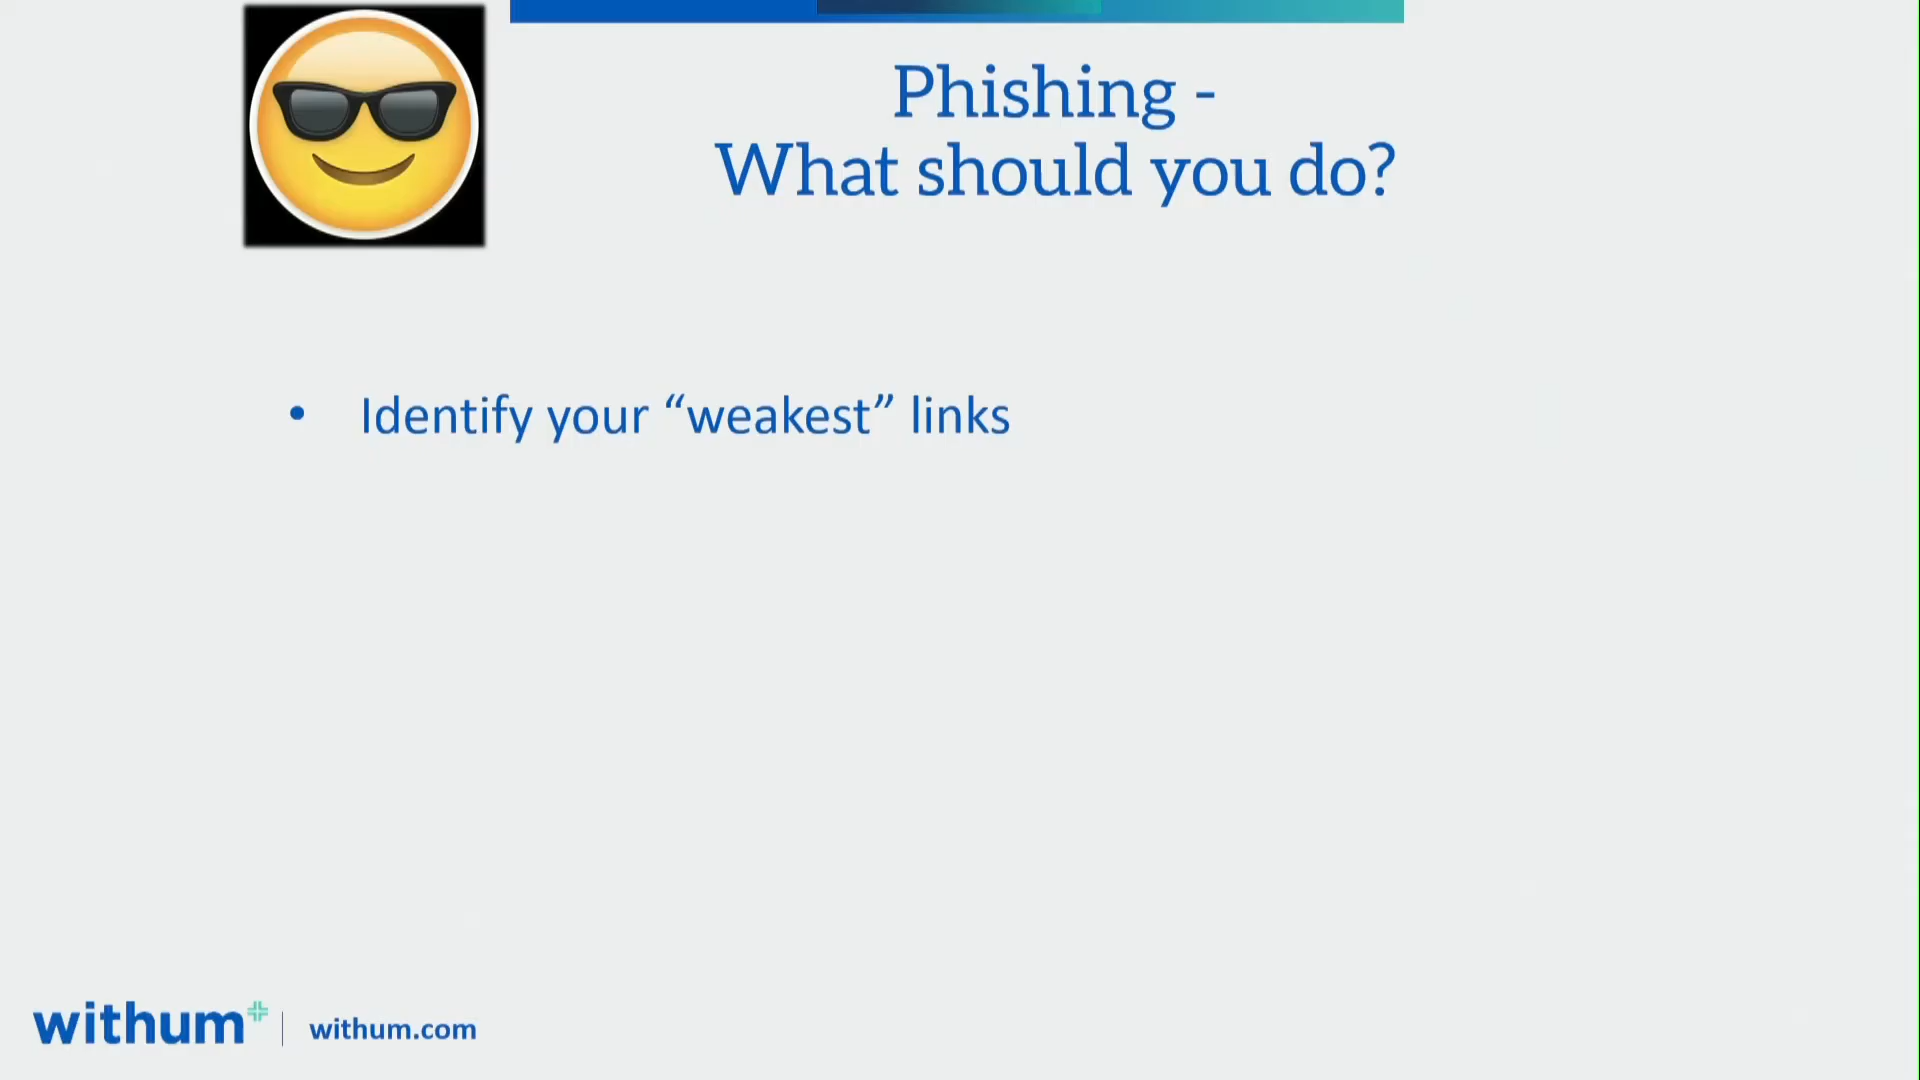 Phishing -
What should you do?
• Identify your “weakest” links
withum+ | withum.com